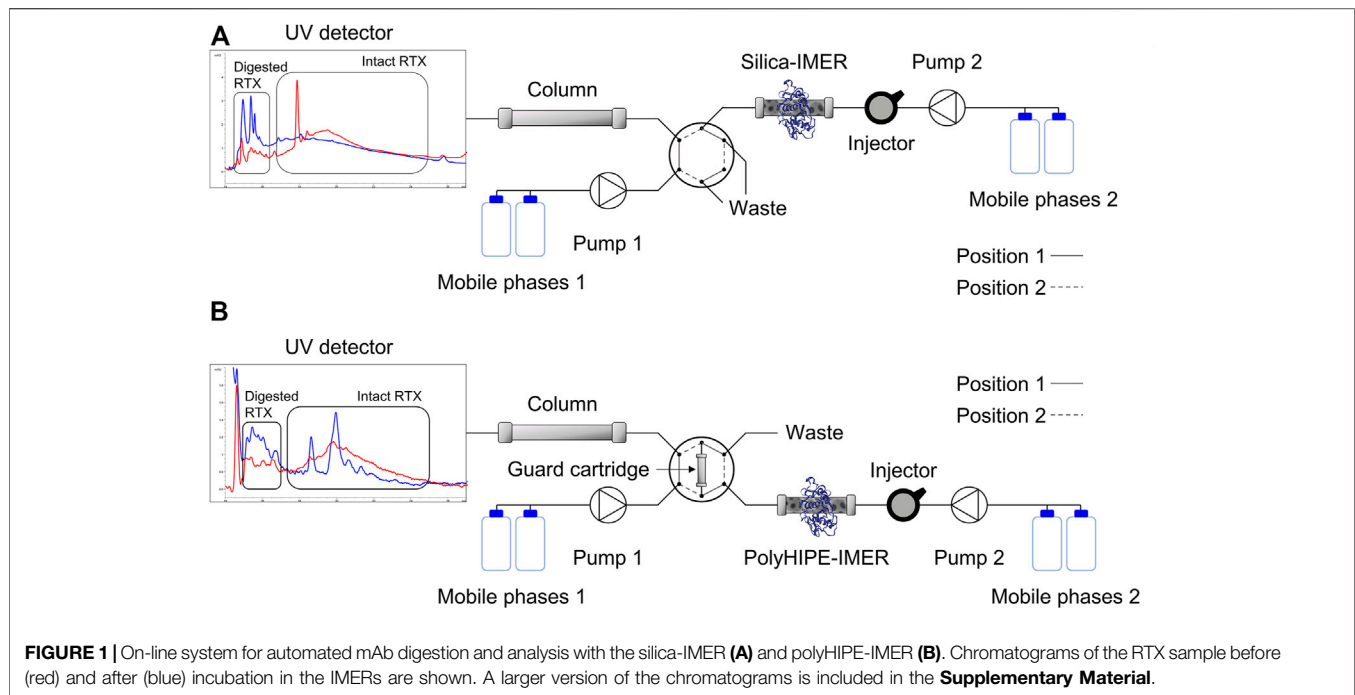 A
UV detector
Digested
RTX
Intact RTX
Column
Silica-IMER
Pump 2
Injector
Mobile phases 2
Waste
Pump 1
Mobile phases 1
Position 1
Position 2
B
UV detector
Digested
RTX
Intact RTX
Column
Waste
Position 1
Position 2
Guard cartridge
Injector
Pump 1
PolyHIPE-IMER
Pump 2
Mobile phases 1
Mobile phases 2
FIGURE 1 | On-line system for automated mAb digestion and analysis with the silica-IMER (A) and polyHIPE-IMER (B). Chromatograms of the RTX sample before
(red) and after (blue) incubation in the IMERs are shown. A larger version of the chromatograms is included in the Supplementary Material.